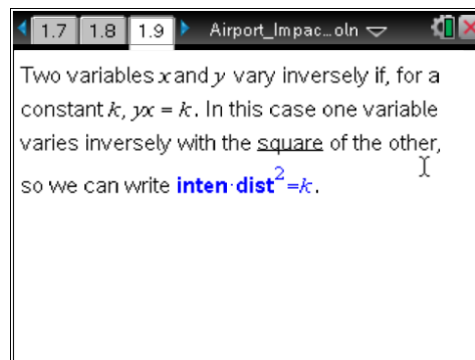 1.7 1.8 1.9 Airport_Impac…oln
Two variables x and y vary inversely if, for a
constant k, yx = k. In this case one variable
varies inversely with the square of the other,
so we can write inten·dist²=k.